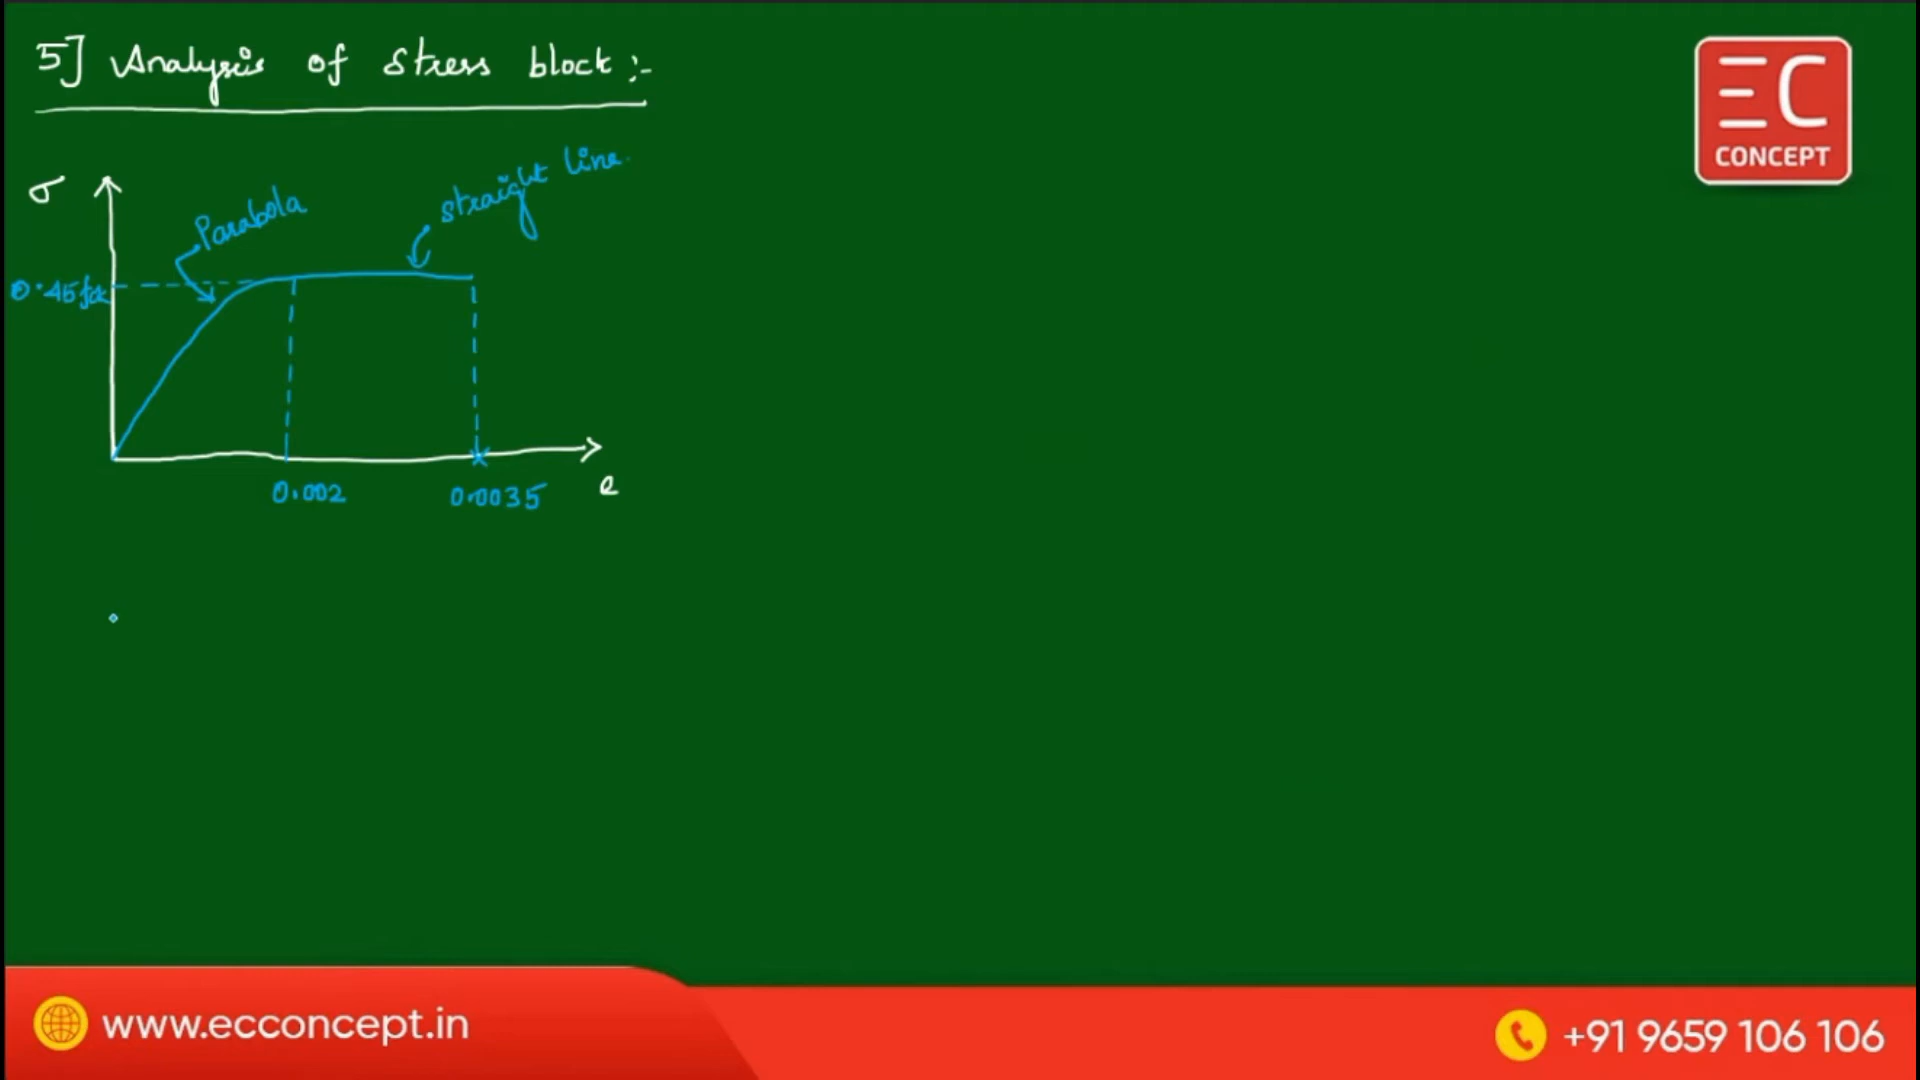 5] Analysis of stress block :-
EC
CONCEPT
σ
Parabola
straight line.
0.45fck
0.002
0.0035
e
www.ecconcept.in
+91 9659 106 106